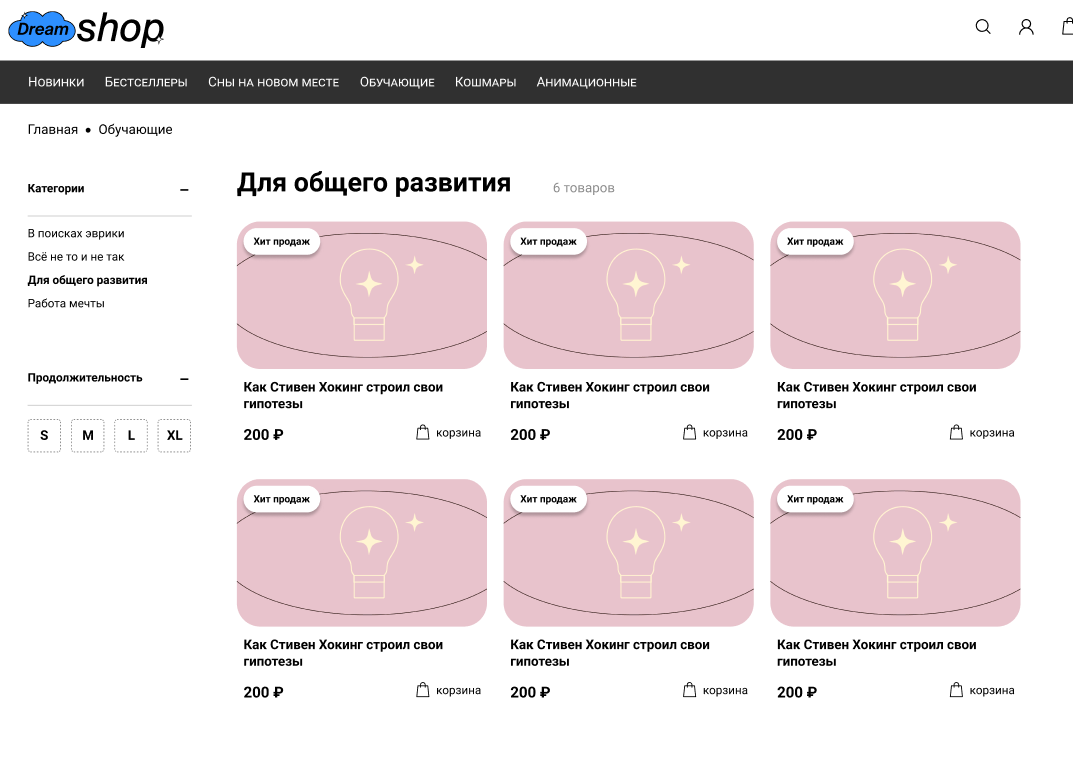 Dream shop
Новинки Бестселлеры Сны на новом месте Обучающие Кошмары Анимационные
Главная • Обучающие
Категории
В поисках эврики
Всё не то и не так
Для общего развития
Работа мечты
Продолжительность
S M L XL
Для общего развития 6 товаров
Хит продаж Хит продаж Хит продаж
Как Стивен Хокинг строил свои Как Стивен Хокинг строил свои Как Стивен Хокинг строил свои
гипотезы гипотезы гипотезы
200 ₽ корзина 200 ₽ корзина 200 ₽ корзина
Хит продаж Хит продаж Хит продаж
Как Стивен Хокинг строил свои Как Стивен Хокинг строил свои Как Стивен Хокинг строил свои
гипотезы гипотезы гипотезы
200 ₽ корзина 200 ₽ корзина 200 ₽ корзина